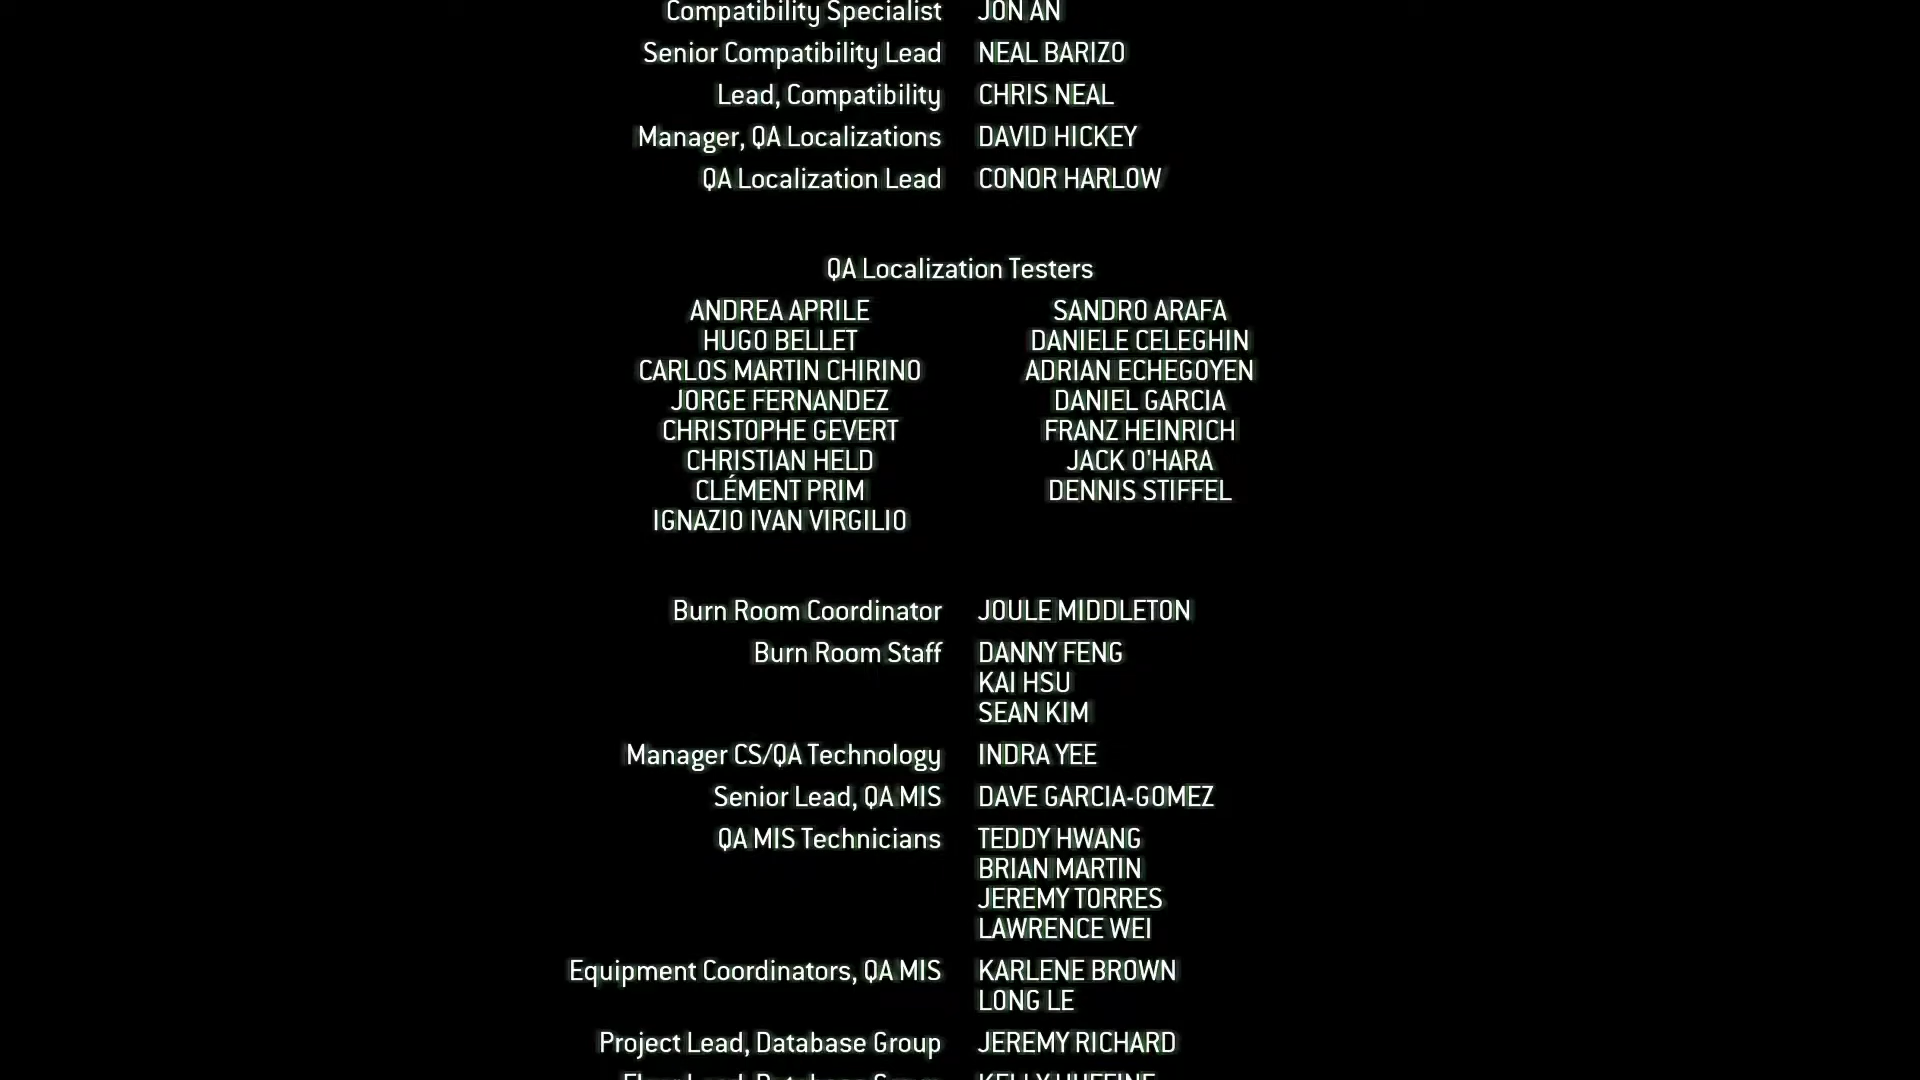 Compatibility Specialist JON AN
Senior Compatibility Lead NEAL BARIZO
Lead, Compatibility CHRIS NEAL
Manager, QA Localizations DAVID HICKEY
QA Localization Lead CONOR HARLOW
QA Localization Testers
ANDREA APRILE SANDRO ARAFA
HUGO BELLET DANIELE CELEGHIN
CARLOS MARTIN CHIRINO ADRIAN ECHEGOYEN
JORGE FERNANDEZ DANIEL GARCIA
CHRISTOPHE GEVERT FRANZ HEINRICH
CHRISTIAN HELD JACK O'HARA
CLÉMENT PRIM DENNIS STIFFEL
IGNAZIO IVAN VIRGILIO
Burn Room Coordinator JOULE MIDDLETON
Burn Room Staff DANNY FENG
KAI HSU
SEAN KIM
Manager CS/QA Technology INDRA YEE
Senior Lead, QA MIS DAVE GARCIA-GOMEZ
QA MIS Technicians TEDDY HWANG
BRIAN MARTIN
JEREMY TORRES
LAWRENCE WEI
Equipment Coordinators, QA MIS KARLENE BROWN
LONG LE
Project Lead, Database Group JEREMY RICHARD